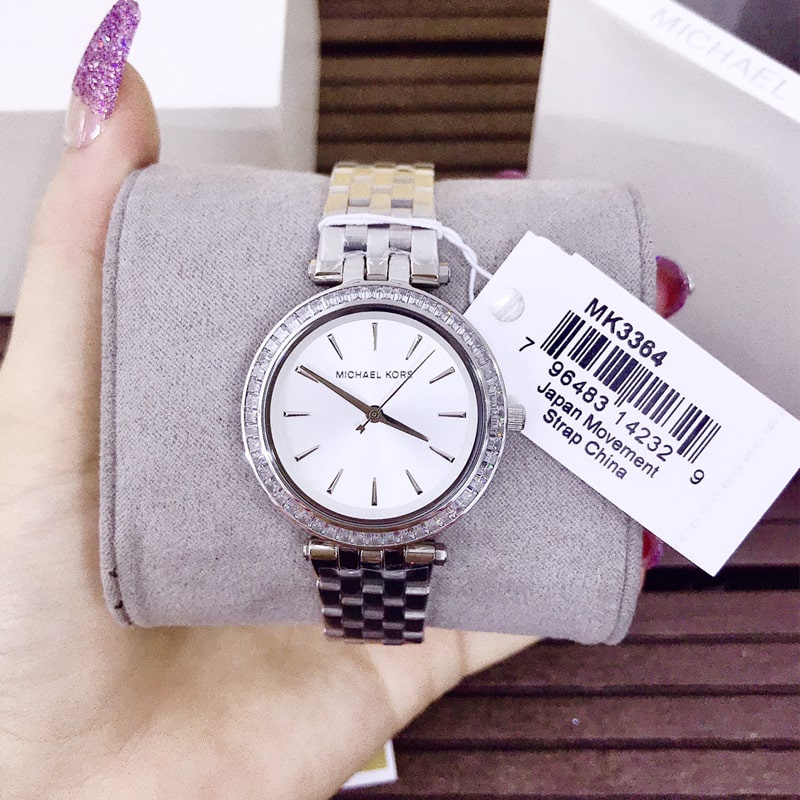 MICHAEL
MICHAEL KORS
MK3364
7 96483 14232 9
Japan Movement
Strap China